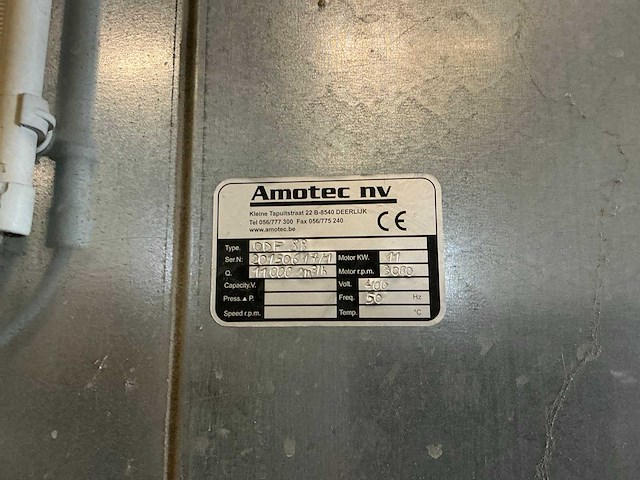 Amotec nv
Kleine Tapuitstraat 22 B-8540 DEERLIJK
Tel 056/777 300 Fax 056/775 240
www.amotec.be
CE
Type.
Ser.N: Motor KW. 11
Q. 11.000 m³/h Motor r.p.m. 3000
Capacity.V. Volt. 400
Press.▲P. Freq. 50 Hz
Speed r.p.m. Temp. °C